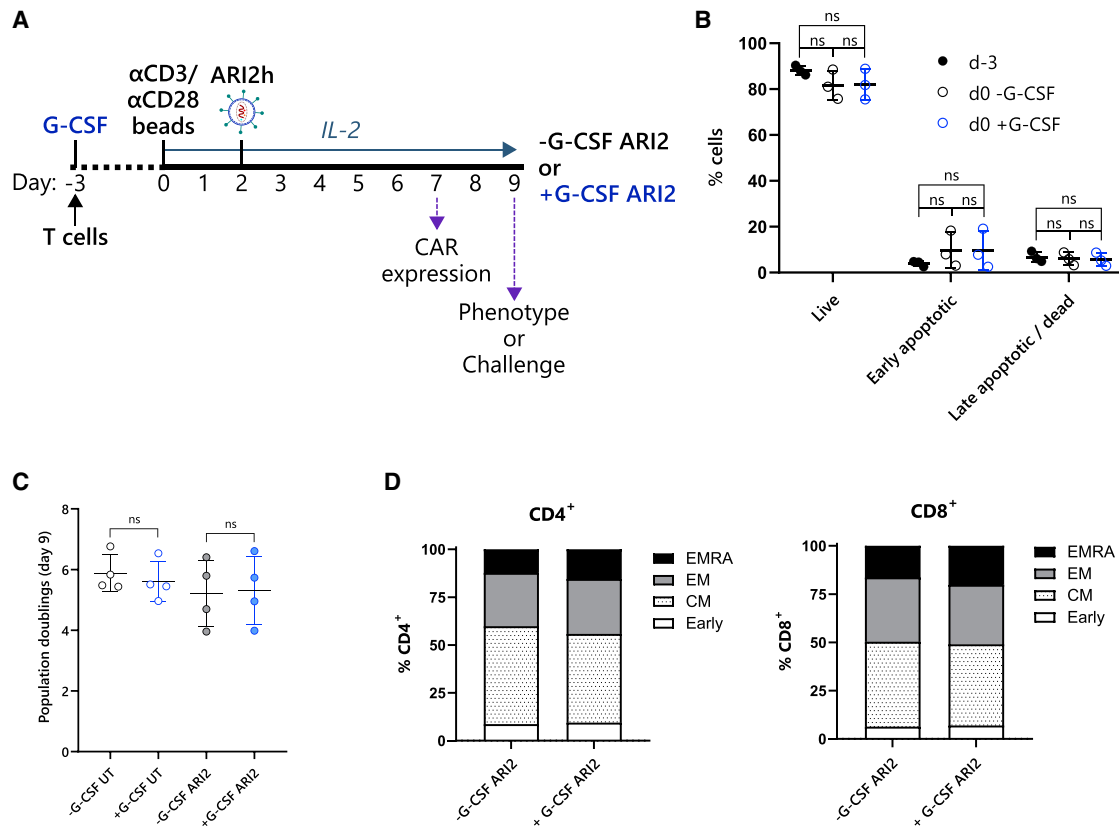 A
αCD3/
αCD28
beads
ARI2h
G-CSF
IL-2
Day: -3 0 1 2 3 4 5 6 7 8 9
-G-CSF ARI2
or
+G-CSF ARI2
T cells
CAR
expression
Phenotype
or
Challenge
B
% cells
100
80
60
40
20
0
ns
ns ns
ns
ns ns
ns
ns ns
d-3
d0 -G-CSF
d0 +G-CSF
Live
Early apoptotic
Late apoptotic / dead
C
Population doublings (day 9)
8
6
4
2
0
ns
ns
-G-CSF UT
+G-CSF UT
-G-CSF ARI2
+G-CSF ARI2
D
CD4⁺
% CD4⁺
100
75
50
25
0
EMRA
EM
CM
Early
-G-CSF ARI2
+ G-CSF ARI2
CD8⁺
% CD8⁺
100
75
50
25
0
EMRA
EM
CM
Early
-G-CSF ARI2
+ G-CSF ARI2